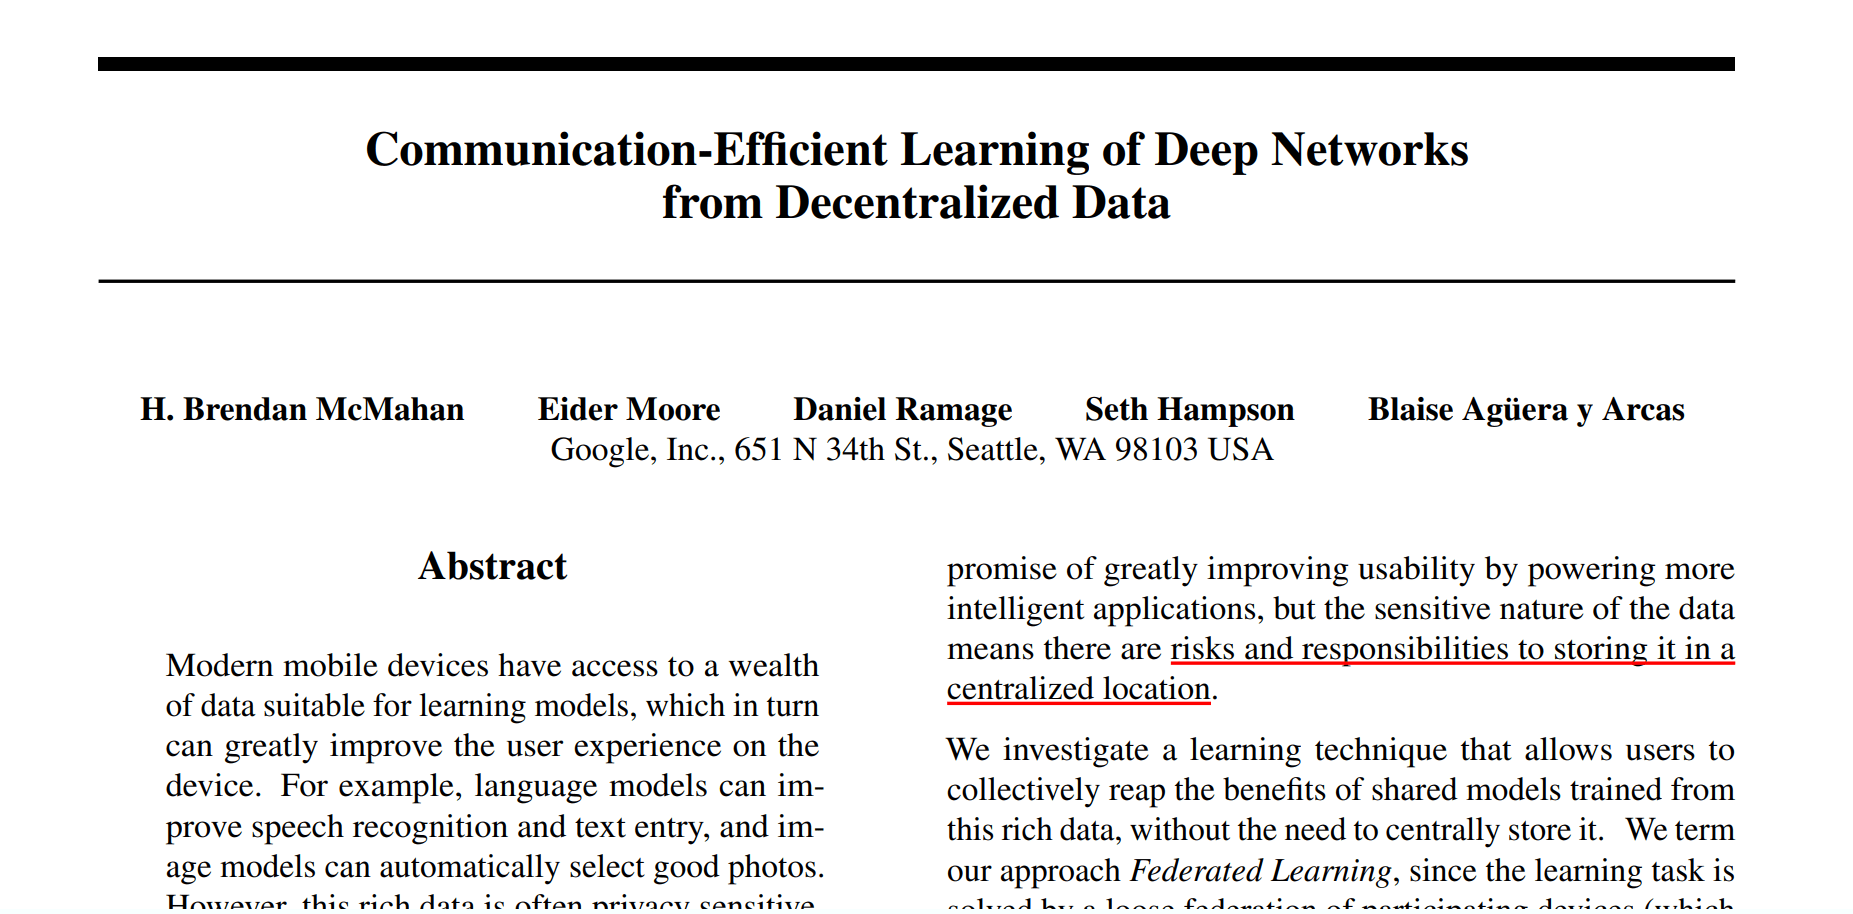 Communication-Efficient Learning of Deep Networks
from Decentralized Data
H. Brendan McMahan Eider Moore Daniel Ramage Seth Hampson Blaise Agüera y Arcas
Google, Inc., 651 N 34th St., Seattle, WA 98103 USA
Abstract
Modern mobile devices have access to a wealth
of data suitable for learning models, which in turn
can greatly improve the user experience on the
device. For example, language models can im-
prove speech recognition and text entry, and im-
age models can automatically select good photos.
However, this rich data is often privacy sensitive,
promise of greatly improving usability by powering more
intelligent applications, but the sensitive nature of the data
means there are risks and responsibilities to storing it in a
centralized location.
We investigate a learning technique that allows users to
collectively reap the benefits of shared models trained from
this rich data, without the need to centrally store it. We term
our approach Federated Learning, since the learning task is
solved by a loose federation of participating devices (which